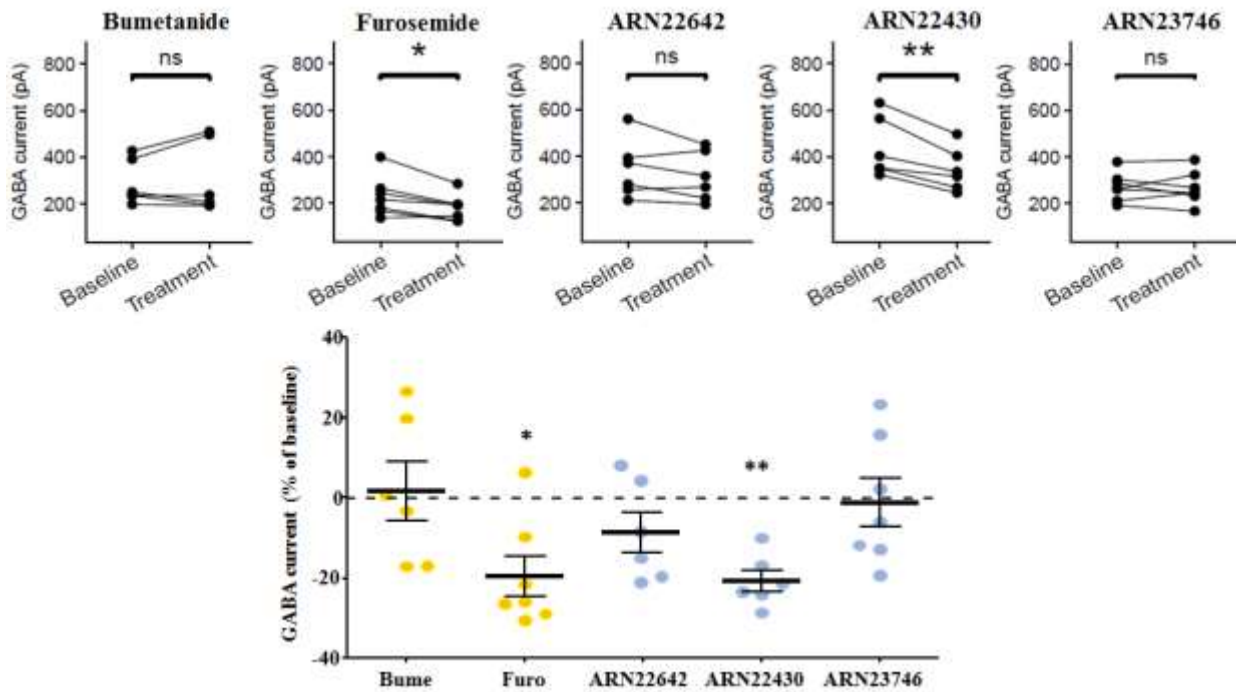 Bumetanide
Furosemide
ARN22642
ARN22430
ARN23746
GABA current (pA)
800
600
400
200
ns
Baseline
Treatment
GABA current (pA)
800
600
400
200
*
Baseline
Treatment
GABA current (pA)
800
600
400
200
ns
Baseline
Treatment
GABA current (pA)
800
600
400
200
**
Baseline
Treatment
GABA current (pA)
800
600
400
200
ns
Baseline
Treatment
GABA current (% of baseline)
40
20
0
-20
-40
*
**
Bume
Furo
ARN22642
ARN22430
ARN23746